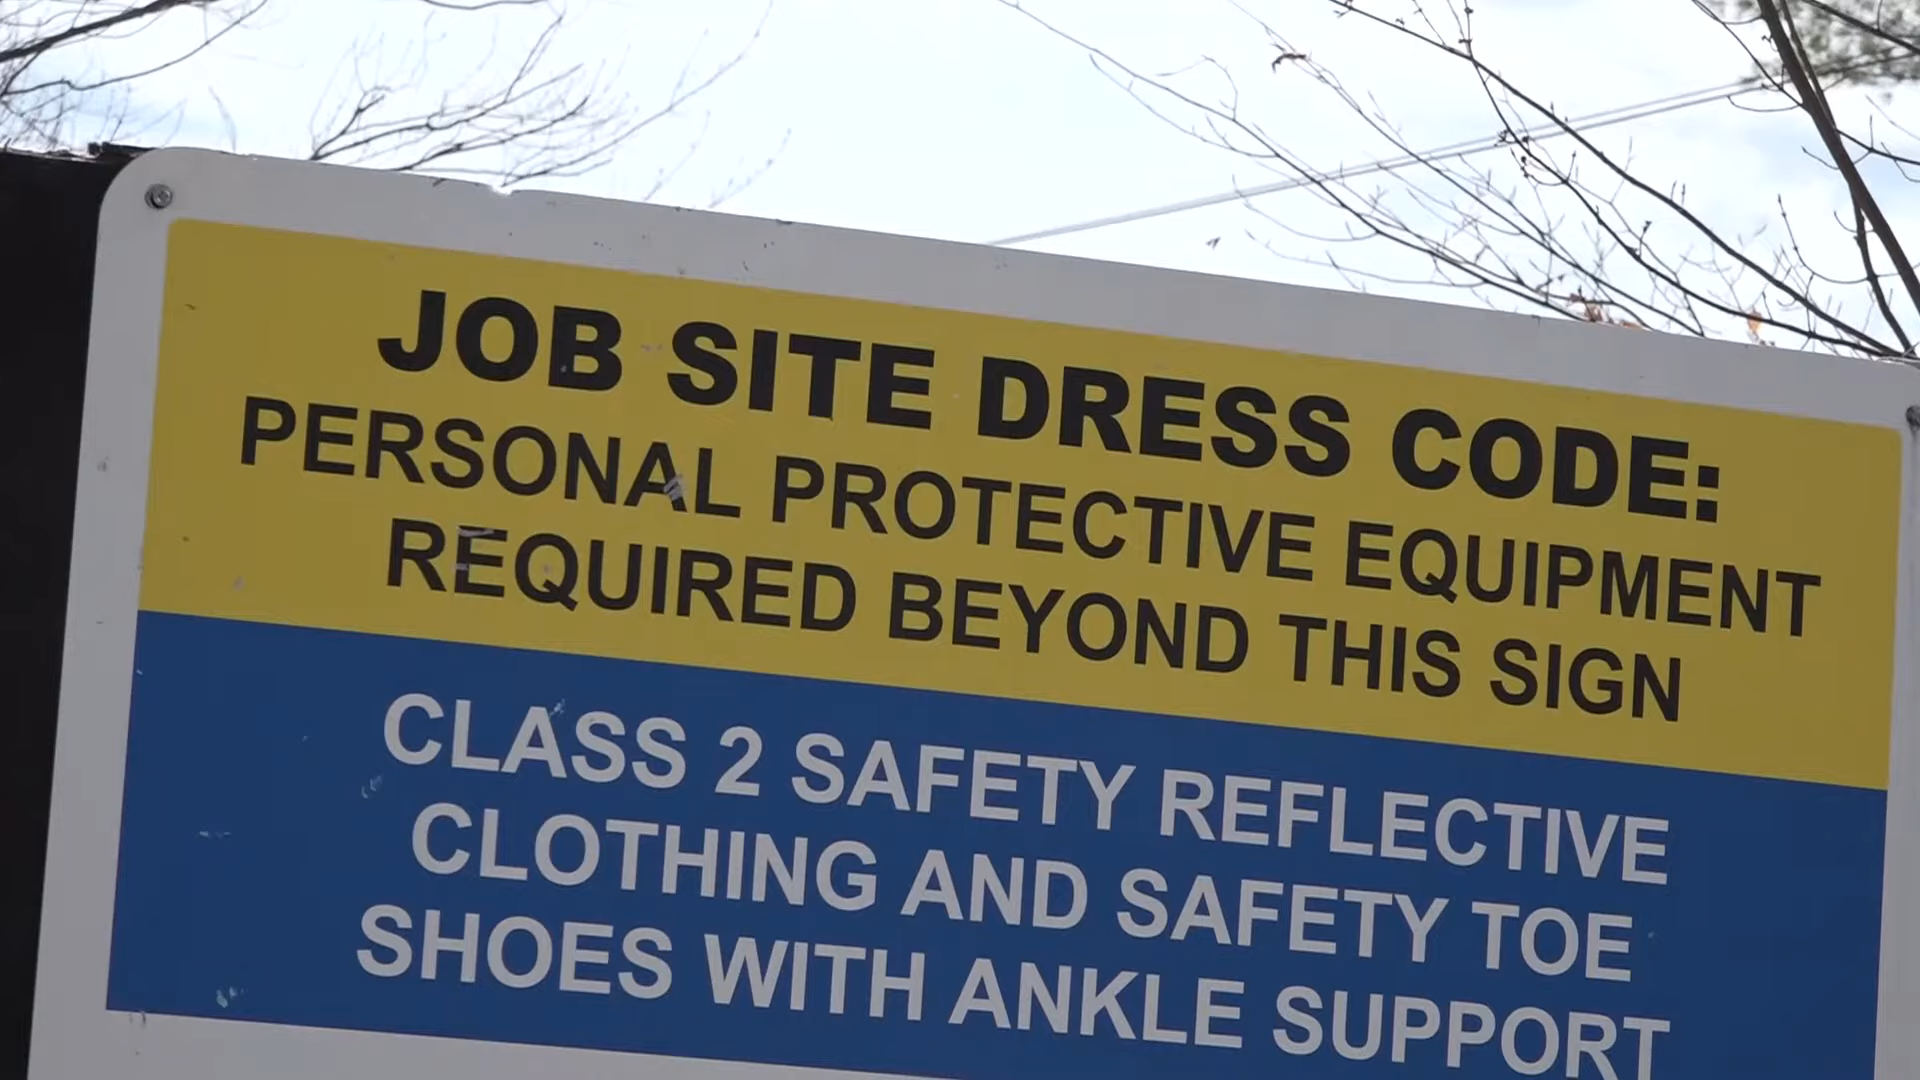 JOB SITE DRESS CODE:
PERSONAL PROTECTIVE EQUIPMENT
REQUIRED BEYOND THIS SIGN
CLASS 2 SAFETY REFLECTIVE
CLOTHING AND SAFETY TOE
SHOES WITH ANKLE SUPPORT